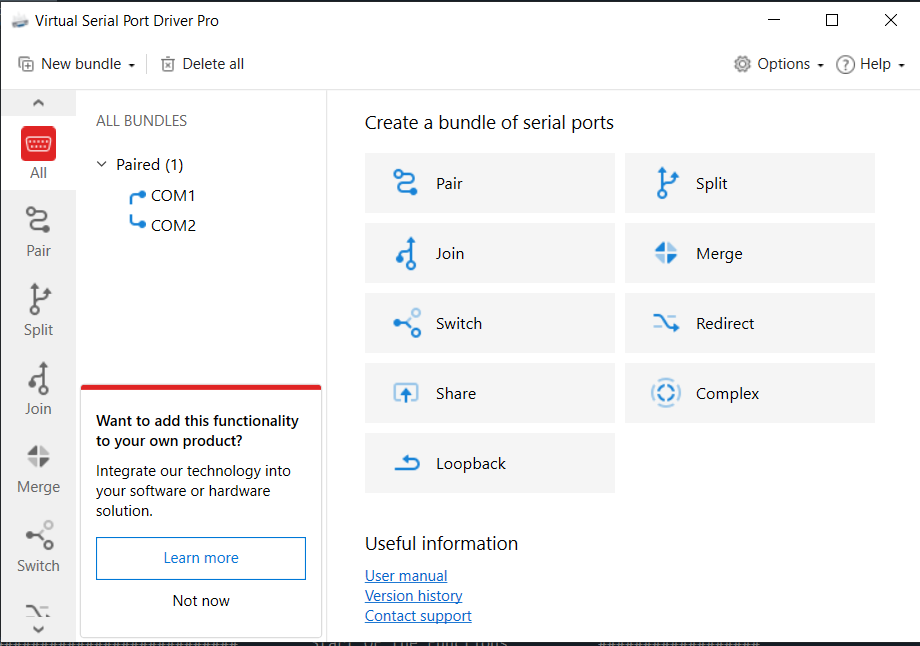 Virtual Serial Port Driver Pro
New bundle
Delete all
Options
Help
All
Pair
Split
Join
Merge
Switch
ALL BUNDLES
Paired (1)
COM1
COM2
Want to add this functionality
to your own product?
Integrate our technology into
your software or hardware
solution.
Learn more
Not now
Create a bundle of serial ports
Pair
Split
Join
Merge
Switch
Redirect
Share
Complex
Loopback
Useful information
User manual
Version history
Contact support